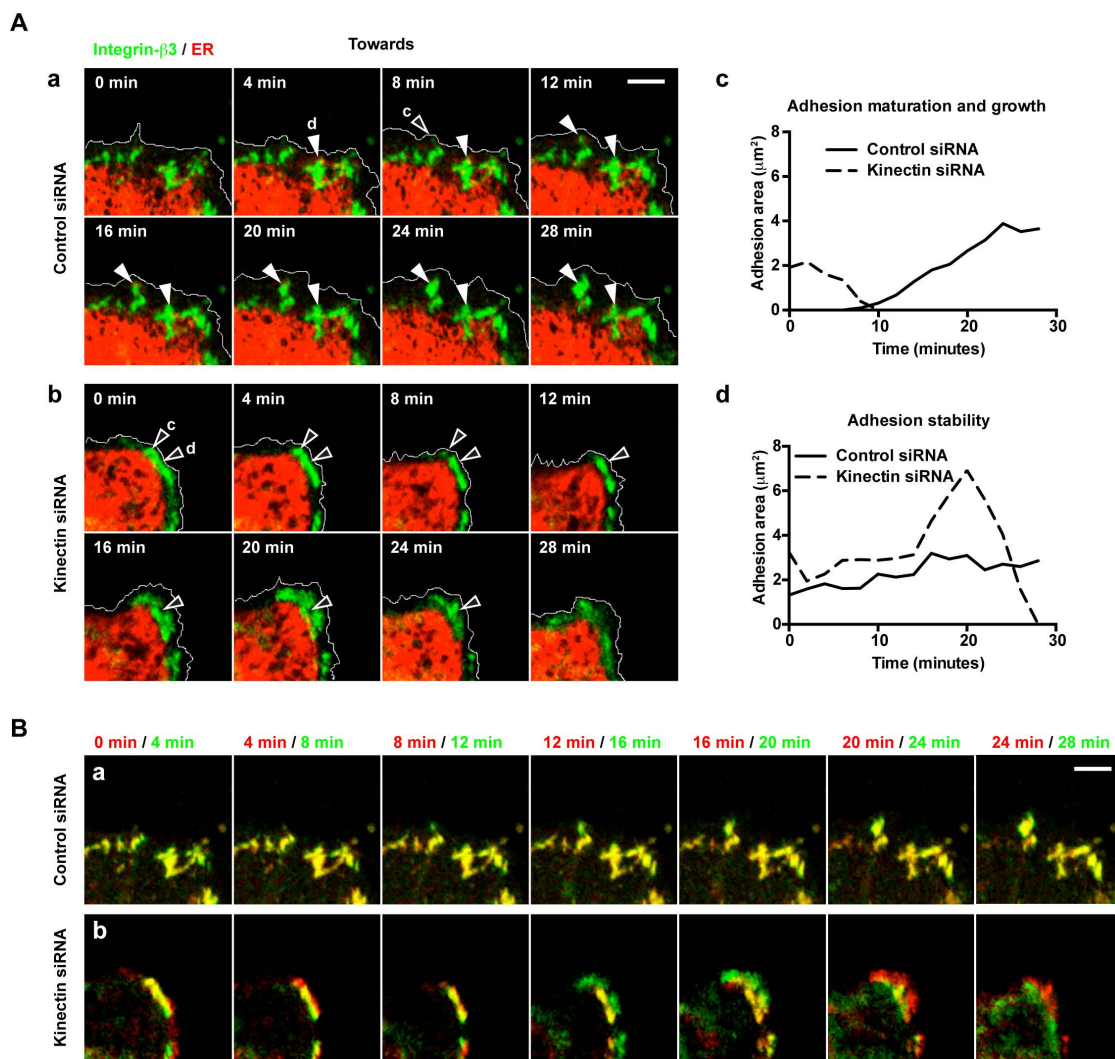 A
Integrin-β3 / ER
Towards
a
Control siRNA
0 min
4 min
d
8 min
c
12 min
16 min
20 min
24 min
28 min
b
Kinectin siRNA
0 min
c
d
4 min
8 min
12 min
16 min
20 min
24 min
28 min
c
Adhesion maturation and growth
Control siRNA
Kinectin siRNA
Adhesion area (μm²)
8
6
4
2
0
0
10
20
30
Time (minutes)
d
Adhesion stability
Control siRNA
Kinectin siRNA
Adhesion area (μm²)
8
6
4
2
0
0
10
20
30
Time (minutes)
B
0 min / 4 min
4 min / 8 min
8 min / 12 min
12 min / 16 min
16 min / 20 min
20 min / 24 min
24 min / 28 min
a
Control siRNA
b
Kinectin siRNA